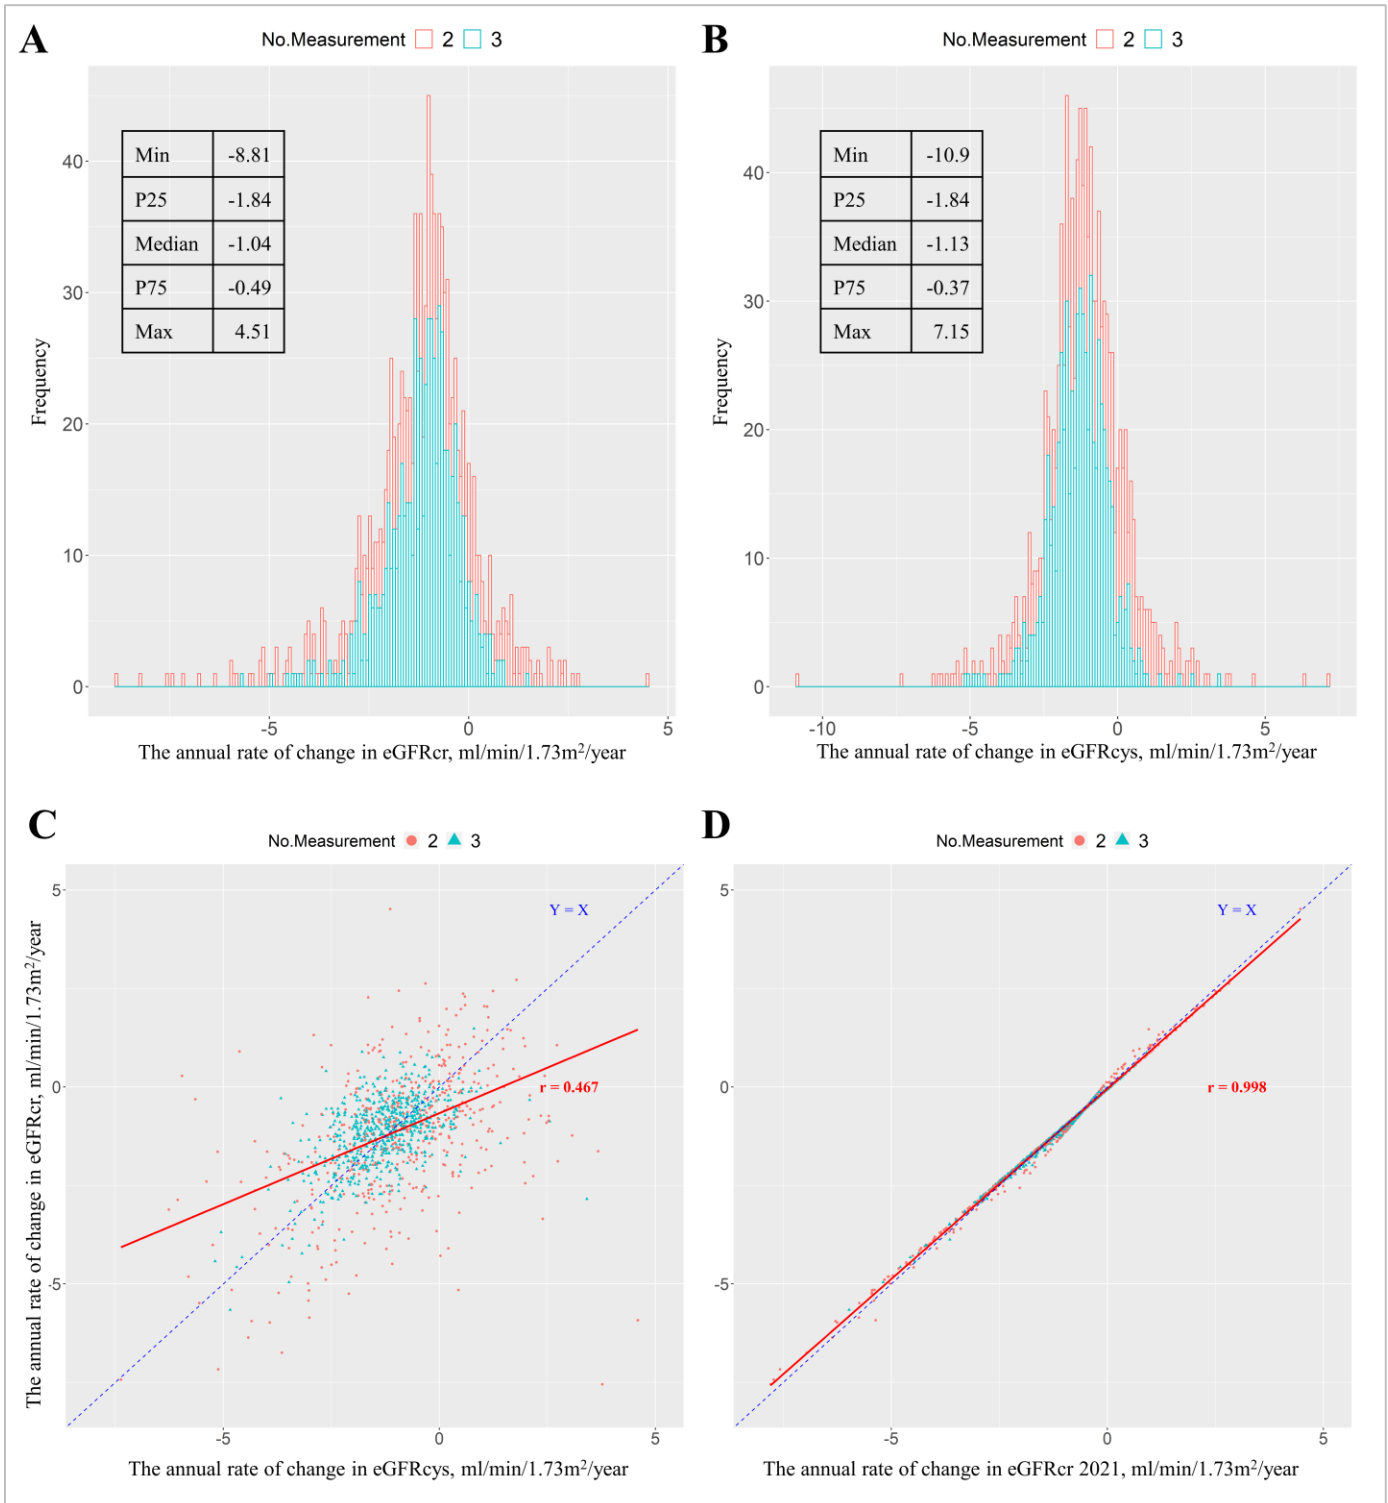 A
No.Measurement 2 3
Min -8.81
P25 -1.84
Median -1.04
P75 -0.49
Max 4.51
Frequency
40
30
20
10
0
-5 0 5
The annual rate of change in eGFRcr, ml/min/1.73m²/year
B
No.Measurement 2 3
Min -10.9
P25 -1.84
Median -1.13
P75 -0.37
Max 7.15
Frequency
40
30
20
10
0
-10 -5 0 5
The annual rate of change in eGFRcys, ml/min/1.73m²/year
C
No.Measurement 2 3
The annual rate of change in eGFRcr, ml/min/1.73m²/year
5
0
-5
Y = X
r = 0.467
-5 0 5
The annual rate of change in eGFRcys, ml/min/1.73m²/year
D
No.Measurement 2 3
5
0
-5
Y = X
r = 0.998
-5 0 5
The annual rate of change in eGFRcr 2021, ml/min/1.73m²/year